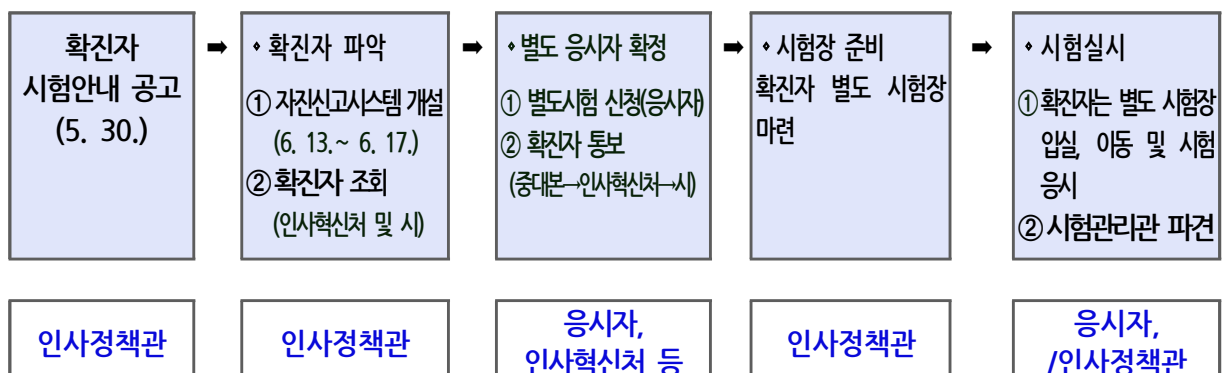 확진자
시험안내 공고
(5. 30.)
➡
• 확진자 파악
① 자진신고시스템 개설
(6. 13.~ 6. 17.)
② 확진자 조회
(인사혁신처 및 시)
➡
• 별도 응시자 확정
① 별도시험 신청(응시자)
② 확진자 통보
(중대본→인사혁신처→시)
➡
• 시험장 준비
확진자 별도 시험장
마련
➡
• 시험실시
① 확진자는 별도 시험장
입실, 이동 및 시험
응시
② 시험관리관 파견
인사정책관
인사정책관
응시자,
인사혁신처 등
인사정책관
응시자,
/인사정책관